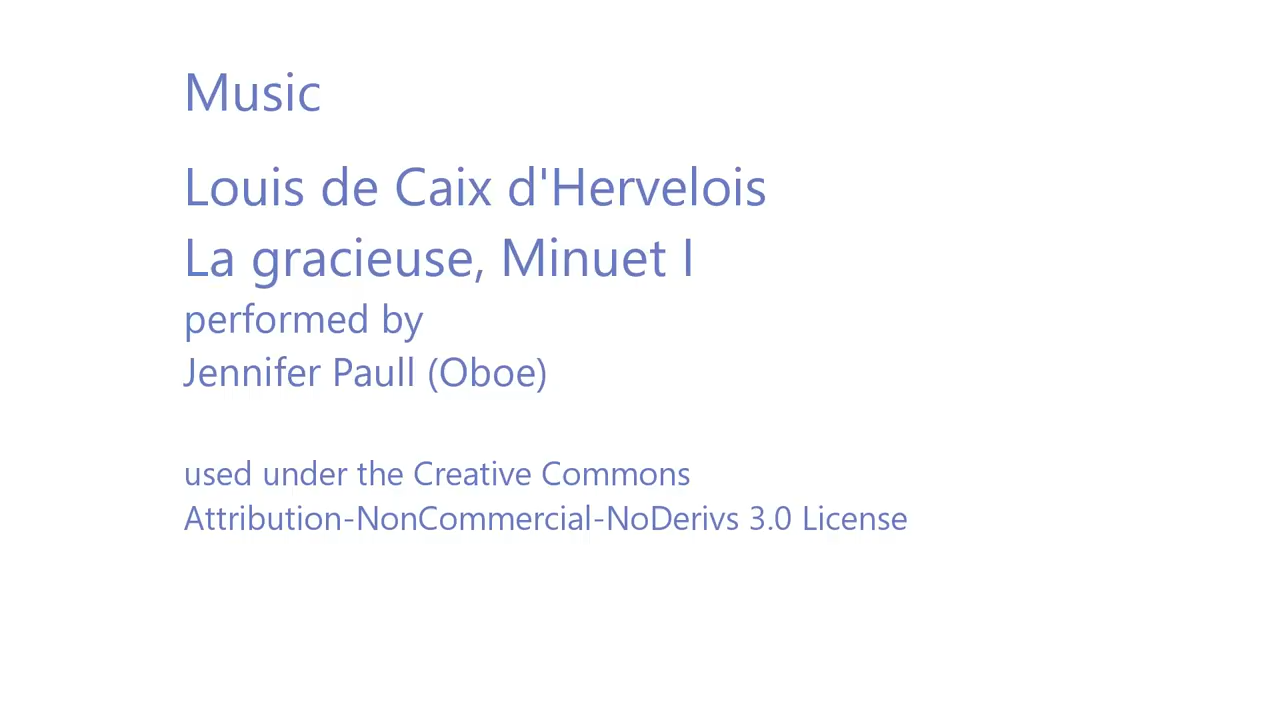 Music
Louis de Caix d'Hervelois
La gracieuse, Minuet I
performed by
Jennifer Paull (Oboe)
used under the Creative Commons
Attribution-NonCommercial-NoDerivs 3.0 License